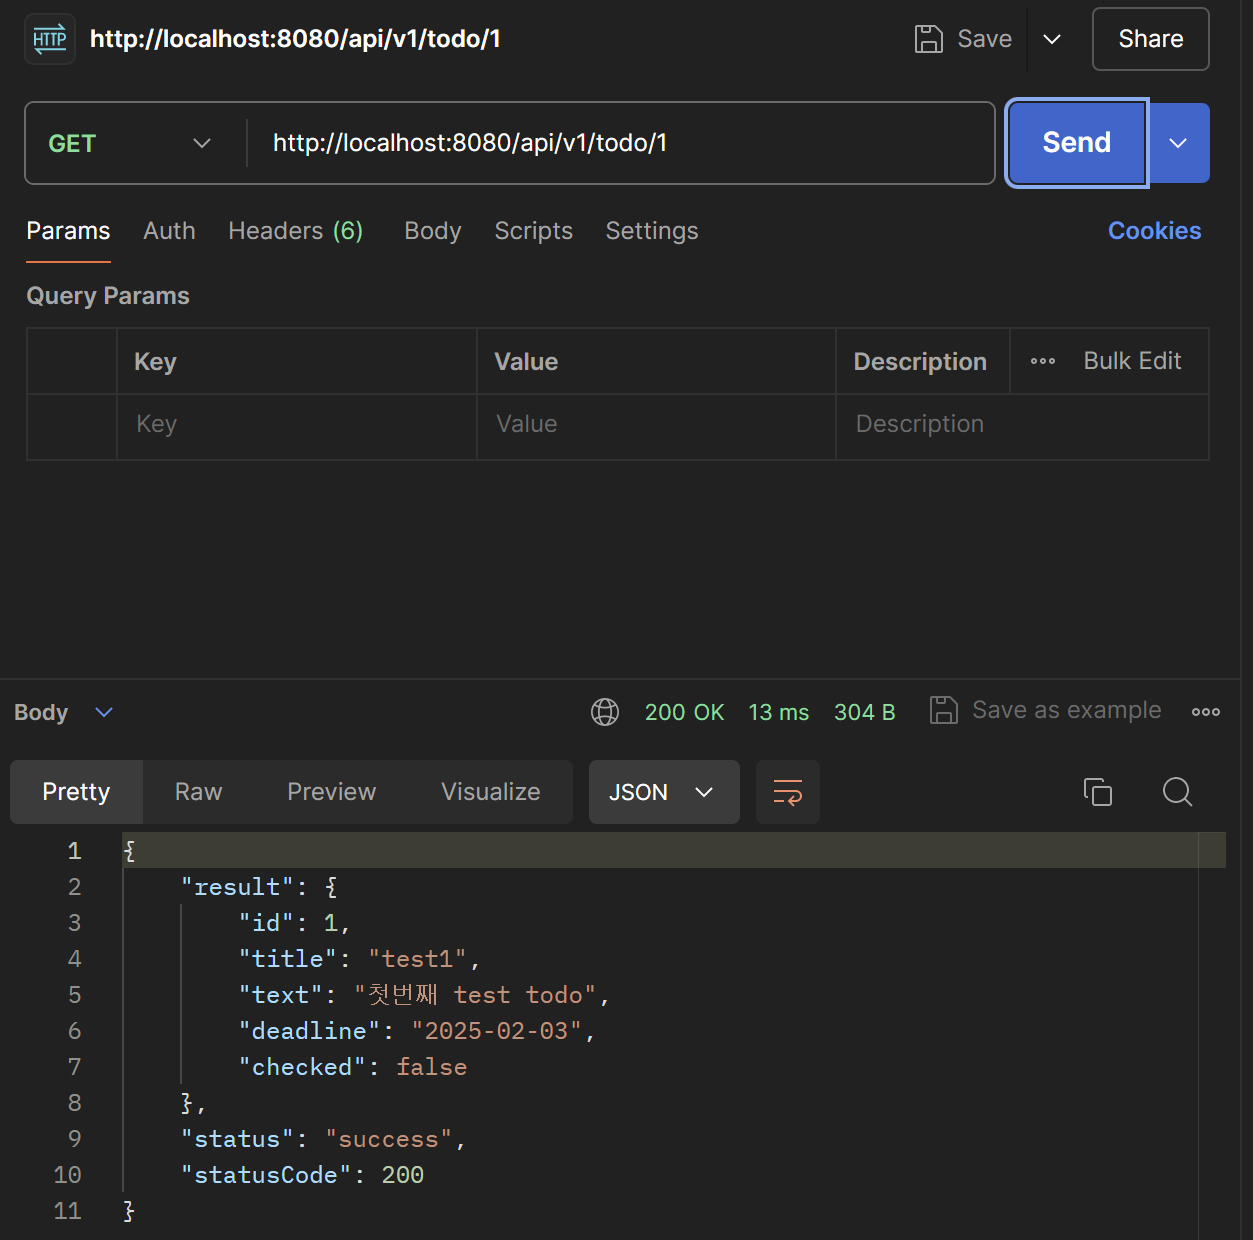 HTTP http://localhost:8080/api/v1/todo/1 Save Share
GET http://localhost:8080/api/v1/todo/1 Send
Params Auth Headers (6) Body Scripts Settings Cookies
Query Params
Key Value Description Bulk Edit
Key Value Description
Body 200 OK 13 ms 304 B Save as example
Pretty Raw Preview Visualize JSON
1 {
2 "result": {
3 "id": 1,
4 "title": "test1",
5 "text": "첫번째 test todo",
6 "deadline": "2025-02-03",
7 "checked": false
8 },
9 "status": "success",
10 "statusCode": 200
11 }